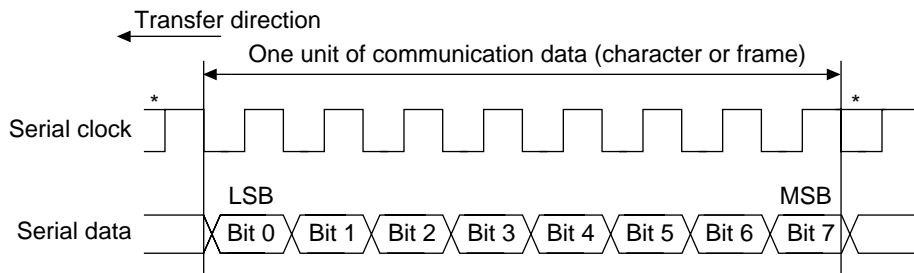 Transfer direction
One unit of communication data (character or frame)
* *
Serial clock
LSB MSB
Serial data Bit 0 Bit 1 Bit 2 Bit 3 Bit 4 Bit 5 Bit 6 Bit 7